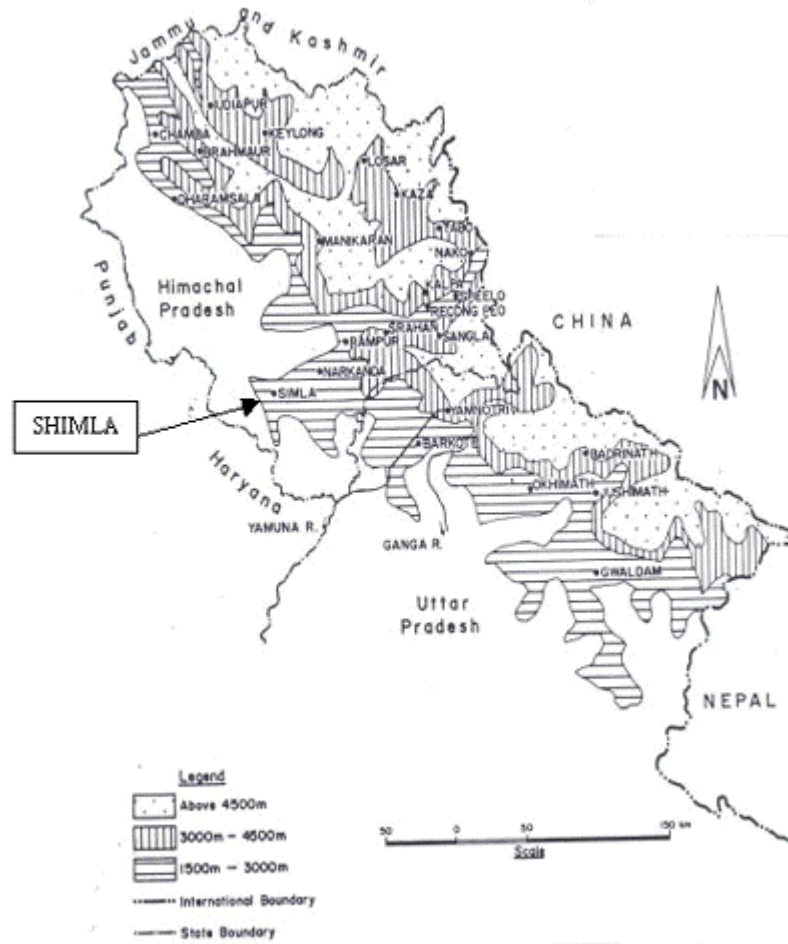 Jammu and Kashmir
UDIAPUR
CHAMBA
KEYLONG
BRAHMAUR
LOSAR
DHARAMSALA
KAZA
MANIKARAN
TABO
NAKO
Punjab
Himachal
Pradesh
KALPA
RECONG PEO
CHINA
SRAHAN
RAMPUR
SANGLA
NARKANDA
N
SIMLA
SHIMLA
YAMNOTRI
Haryana
BARKOTE
BADRINATH
OKHIMATH
JUSHIMATH
YAMUNA R.
GANGA R.
GWALDAM
Uttar
Pradesh
NEPAL
Legend
Above 4500m
3000m - 4500m
1500m - 3000m
International Boundary
State Boundary
50 0 50 150 km
Scale